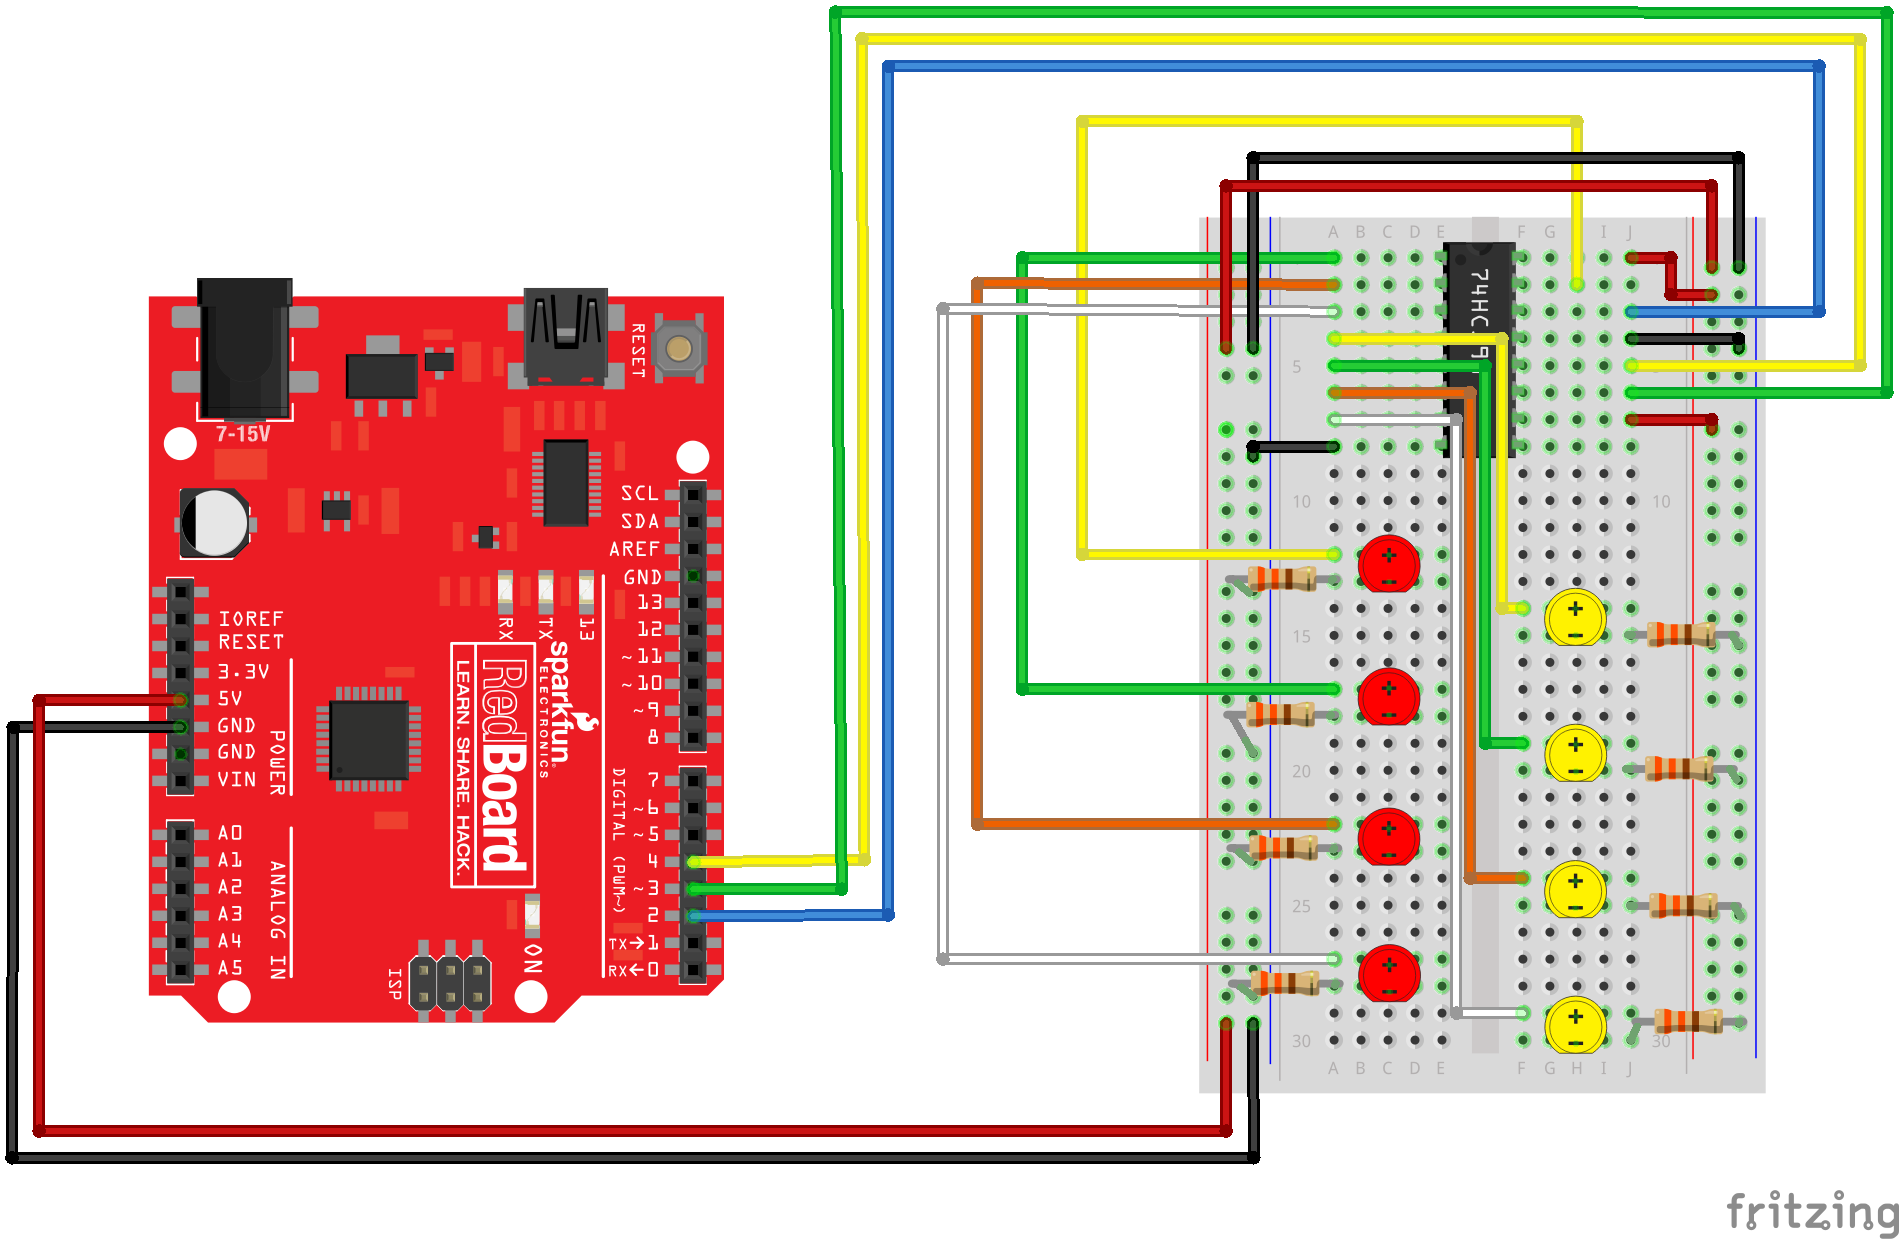 7-15V
RESET
SCL
SDA
AREF
GND
13
12
~11
~10
~9
8
7
~6
~5
4
~3
2
TX→1
RX←0
DIGITAL (PWM~)
RX
TX
13
sparkfun
ELECTRONICS
RedBoard
LEARN. SHARE. HACK.
IOREF
RESET
3.3V
5V
GND
GND
VIN
POWER
A0
A1
A2
A3
A4
A5
ANALOG IN
ISP
ON
A B C D E F G I J
74HC
9
5
10 10
15
20
25
30 30
A B C D E F G H I J
fritzing